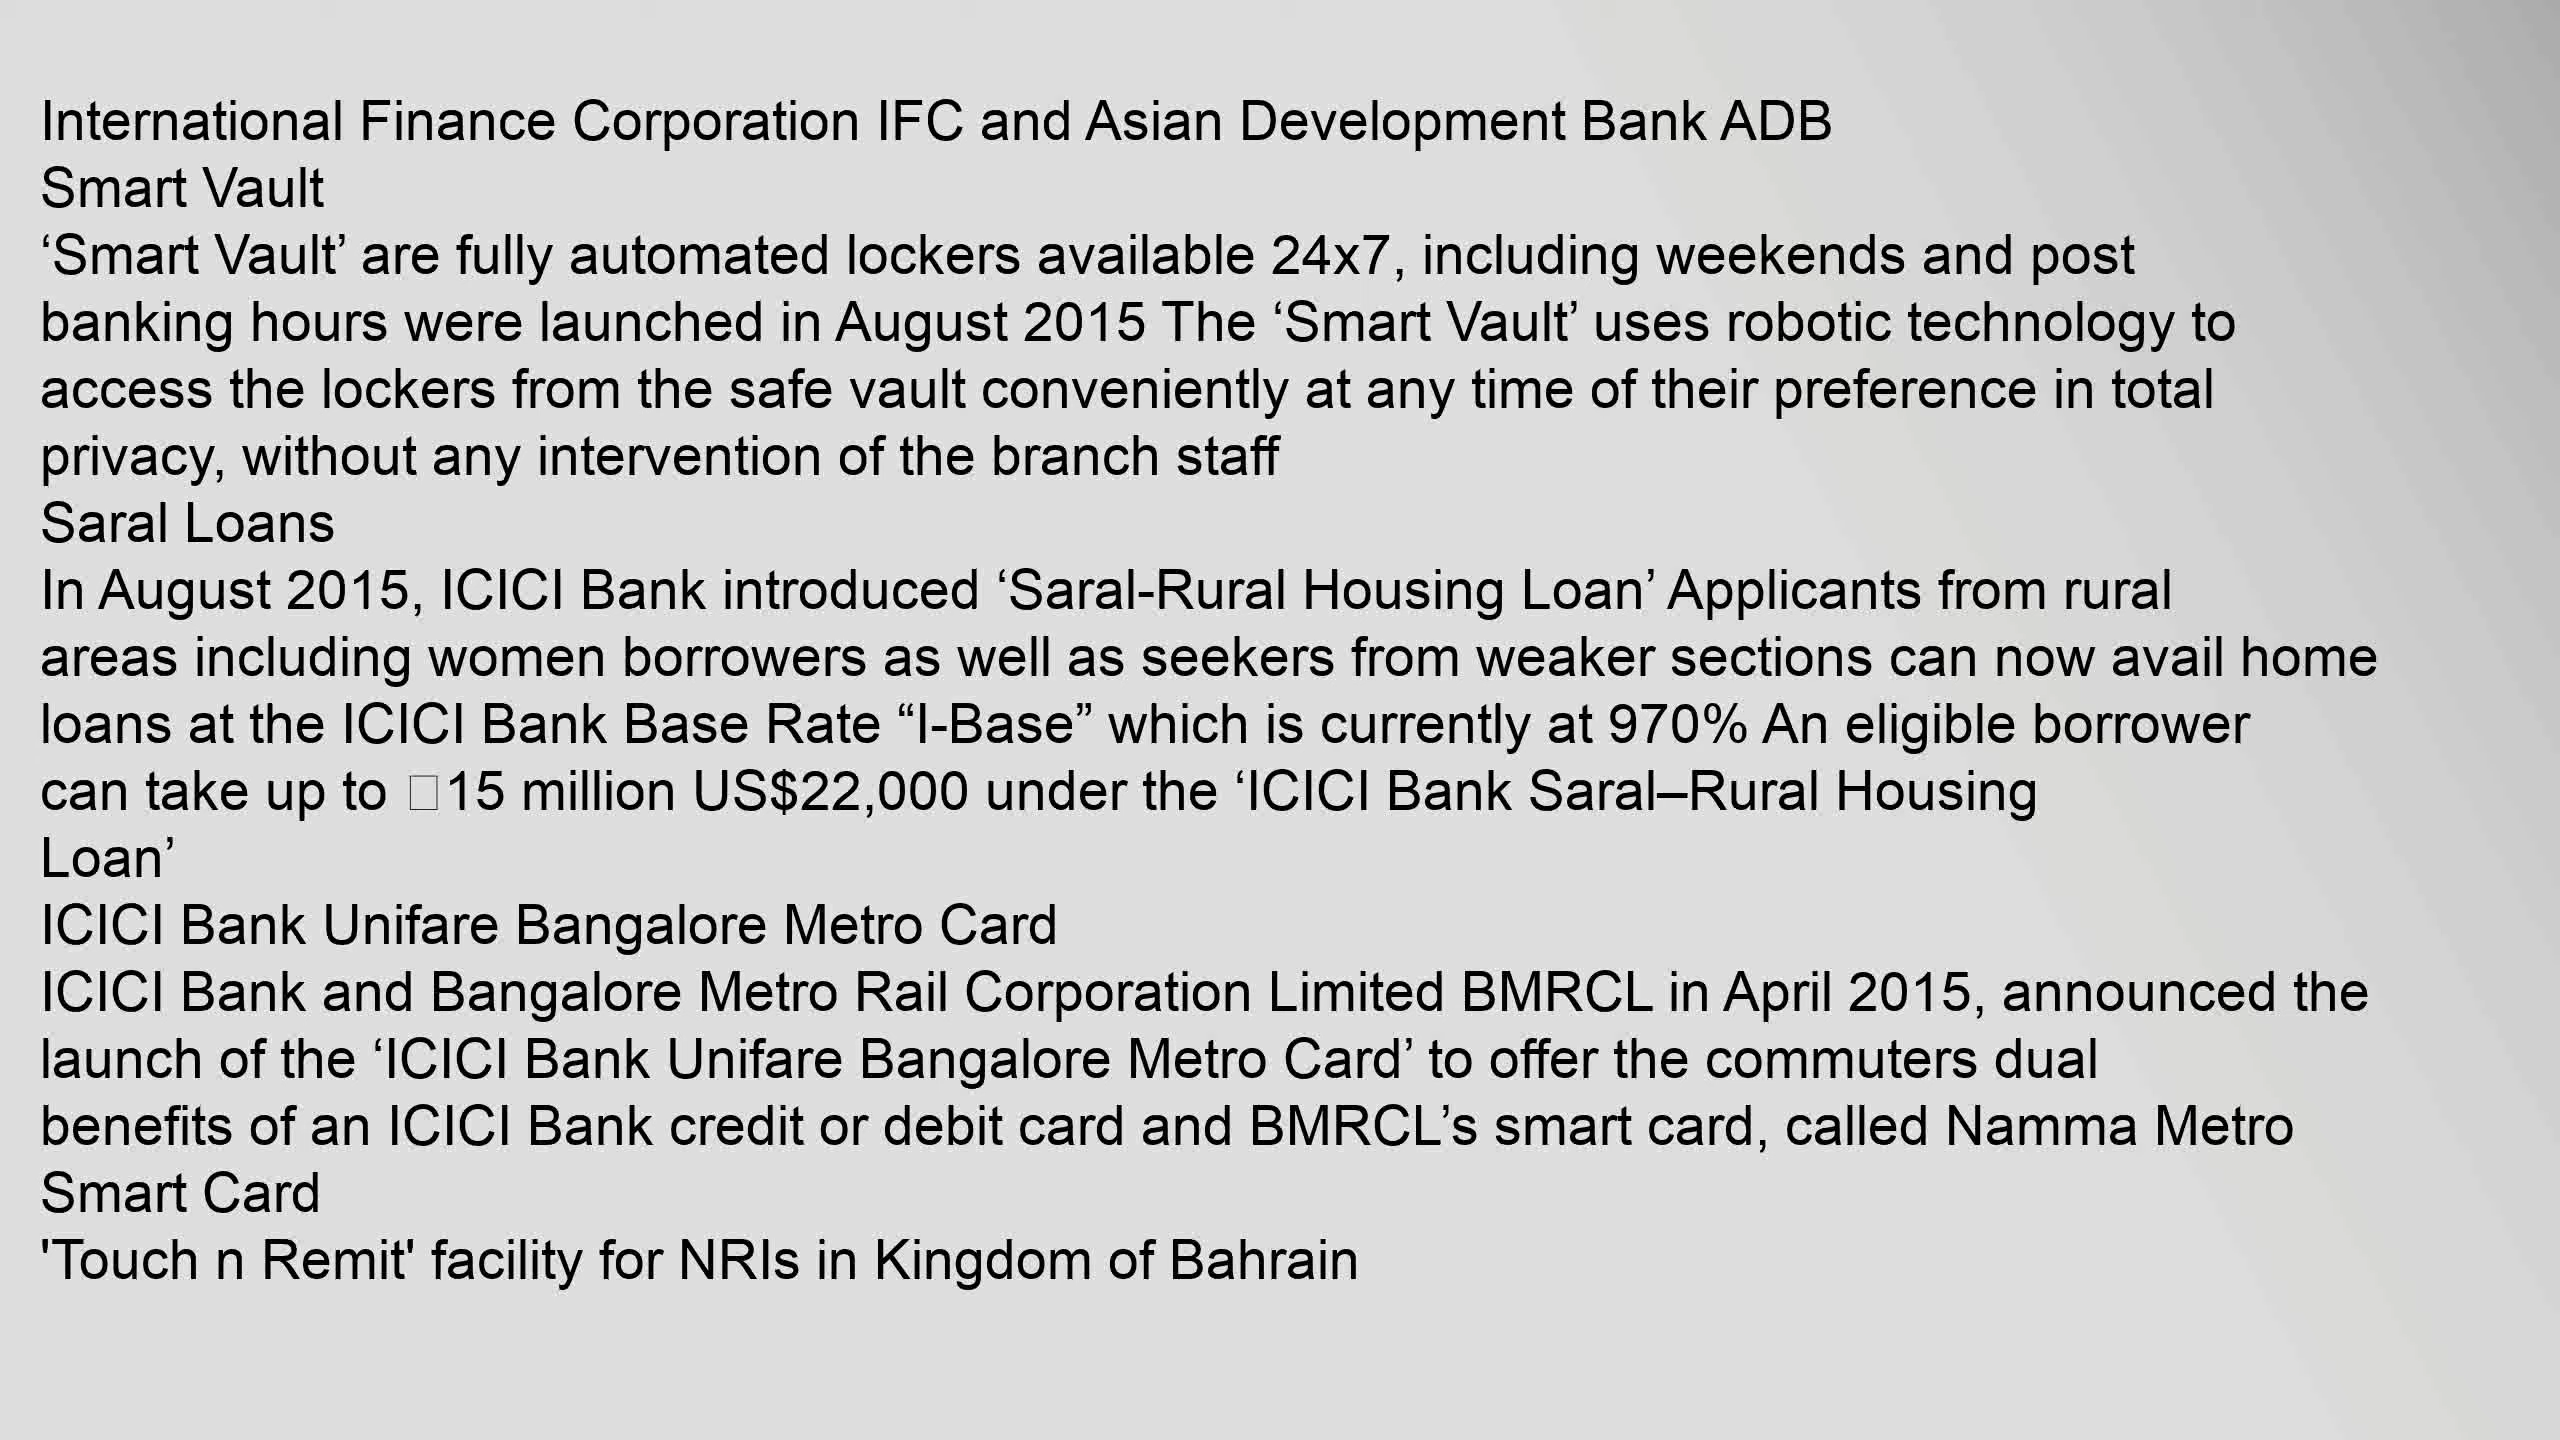 International Finance Corporation IFC and Asian Development Bank ADB
Smart Vault
‘Smart Vault’ are fully automated lockers available 24x7, including weekends and post
banking hours were launched in August 2015 The ‘Smart Vault’ uses robotic technology to
access the lockers from the safe vault conveniently at any time of their preference in total
privacy, without any intervention of the branch staff
Saral Loans
In August 2015, ICICI Bank introduced ‘Saral-Rural Housing Loan’ Applicants from rural
areas including women borrowers as well as seekers from weaker sections can now avail home
loans at the ICICI Bank Base Rate “I-Base” which is currently at 970% An eligible borrower
can take up to □15 million US$22,000 under the ‘ICICI Bank Saral–Rural Housing
Loan’
ICICI Bank Unifare Bangalore Metro Card
ICICI Bank and Bangalore Metro Rail Corporation Limited BMRCL in April 2015, announced the
launch of the ‘ICICI Bank Unifare Bangalore Metro Card’ to offer the commuters dual
benefits of an ICICI Bank credit or debit card and BMRCL’s smart card, called Namma Metro
Smart Card
'Touch n Remit' facility for NRIs in Kingdom of Bahrain